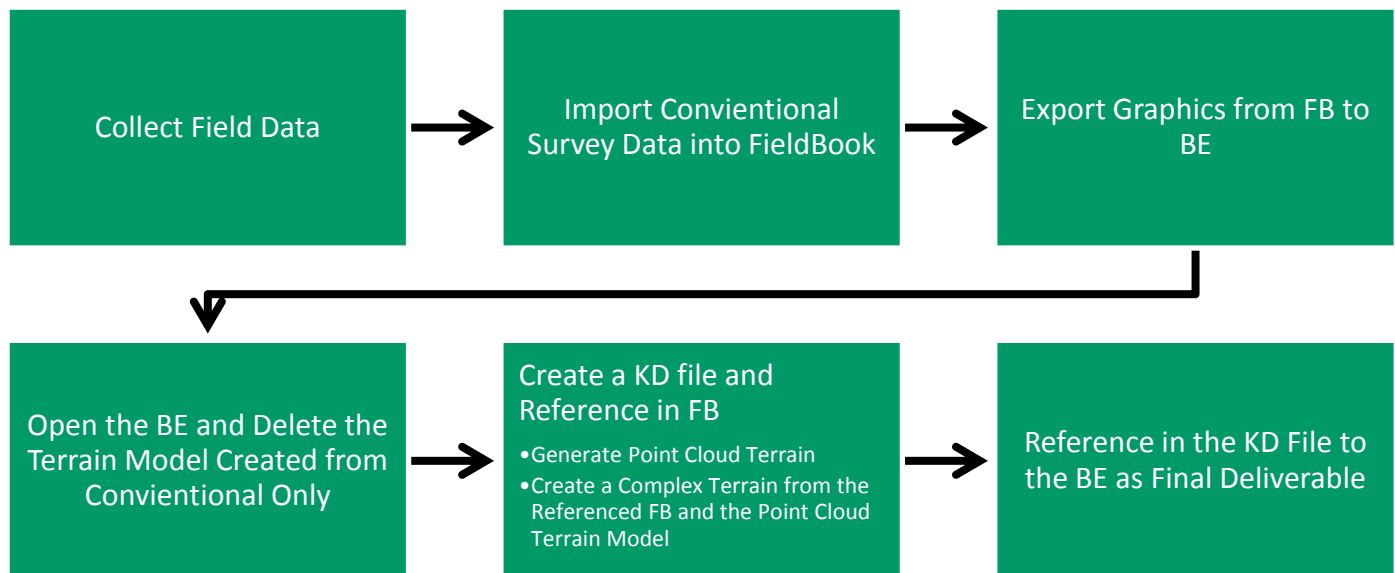 Collect Field Data
Import Convientional
Survey Data into FieldBook
Export Graphics from FB to
BE
Open the BE and Delete the
Terrain Model Created from
Convientional Only
Create a KD file and
Reference in FB
•Generate Point Cloud Terrain
•Create a Complex Terrain from the
Referenced FB and the Point Cloud
Terrain Model
Reference in the KD File to
the BE as Final Deliverable